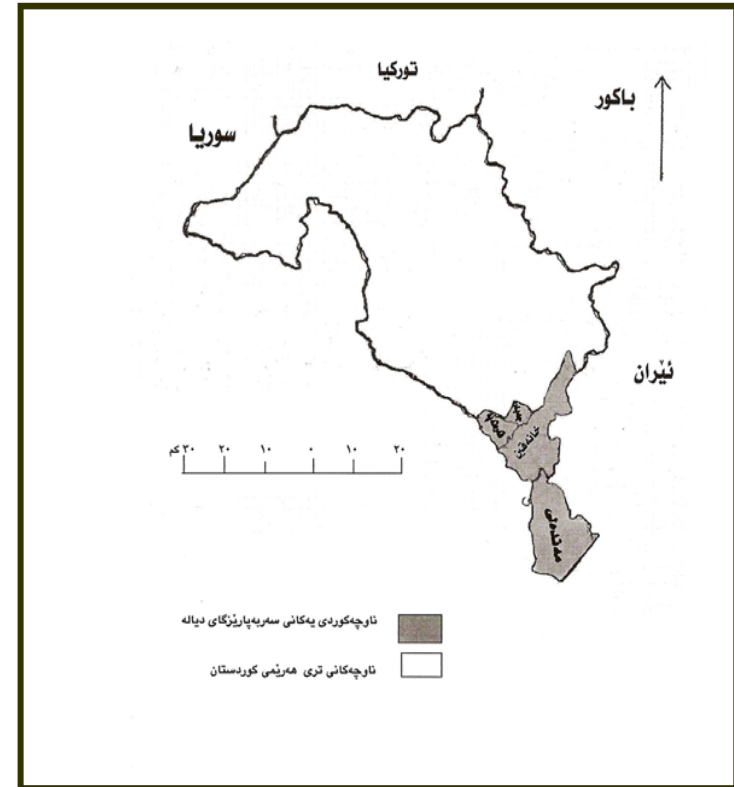 تورکیا
باکور
سوریا
ئێران
خانەقین
مەندەلی
٣٠ کم ٢٠ ١٠ ٠ ١٠ ٢٠
ناوچەکوردی یەکانی سەربەپارێزگای دیالە
ناوچەکانی تری هەرێمی کوردستان